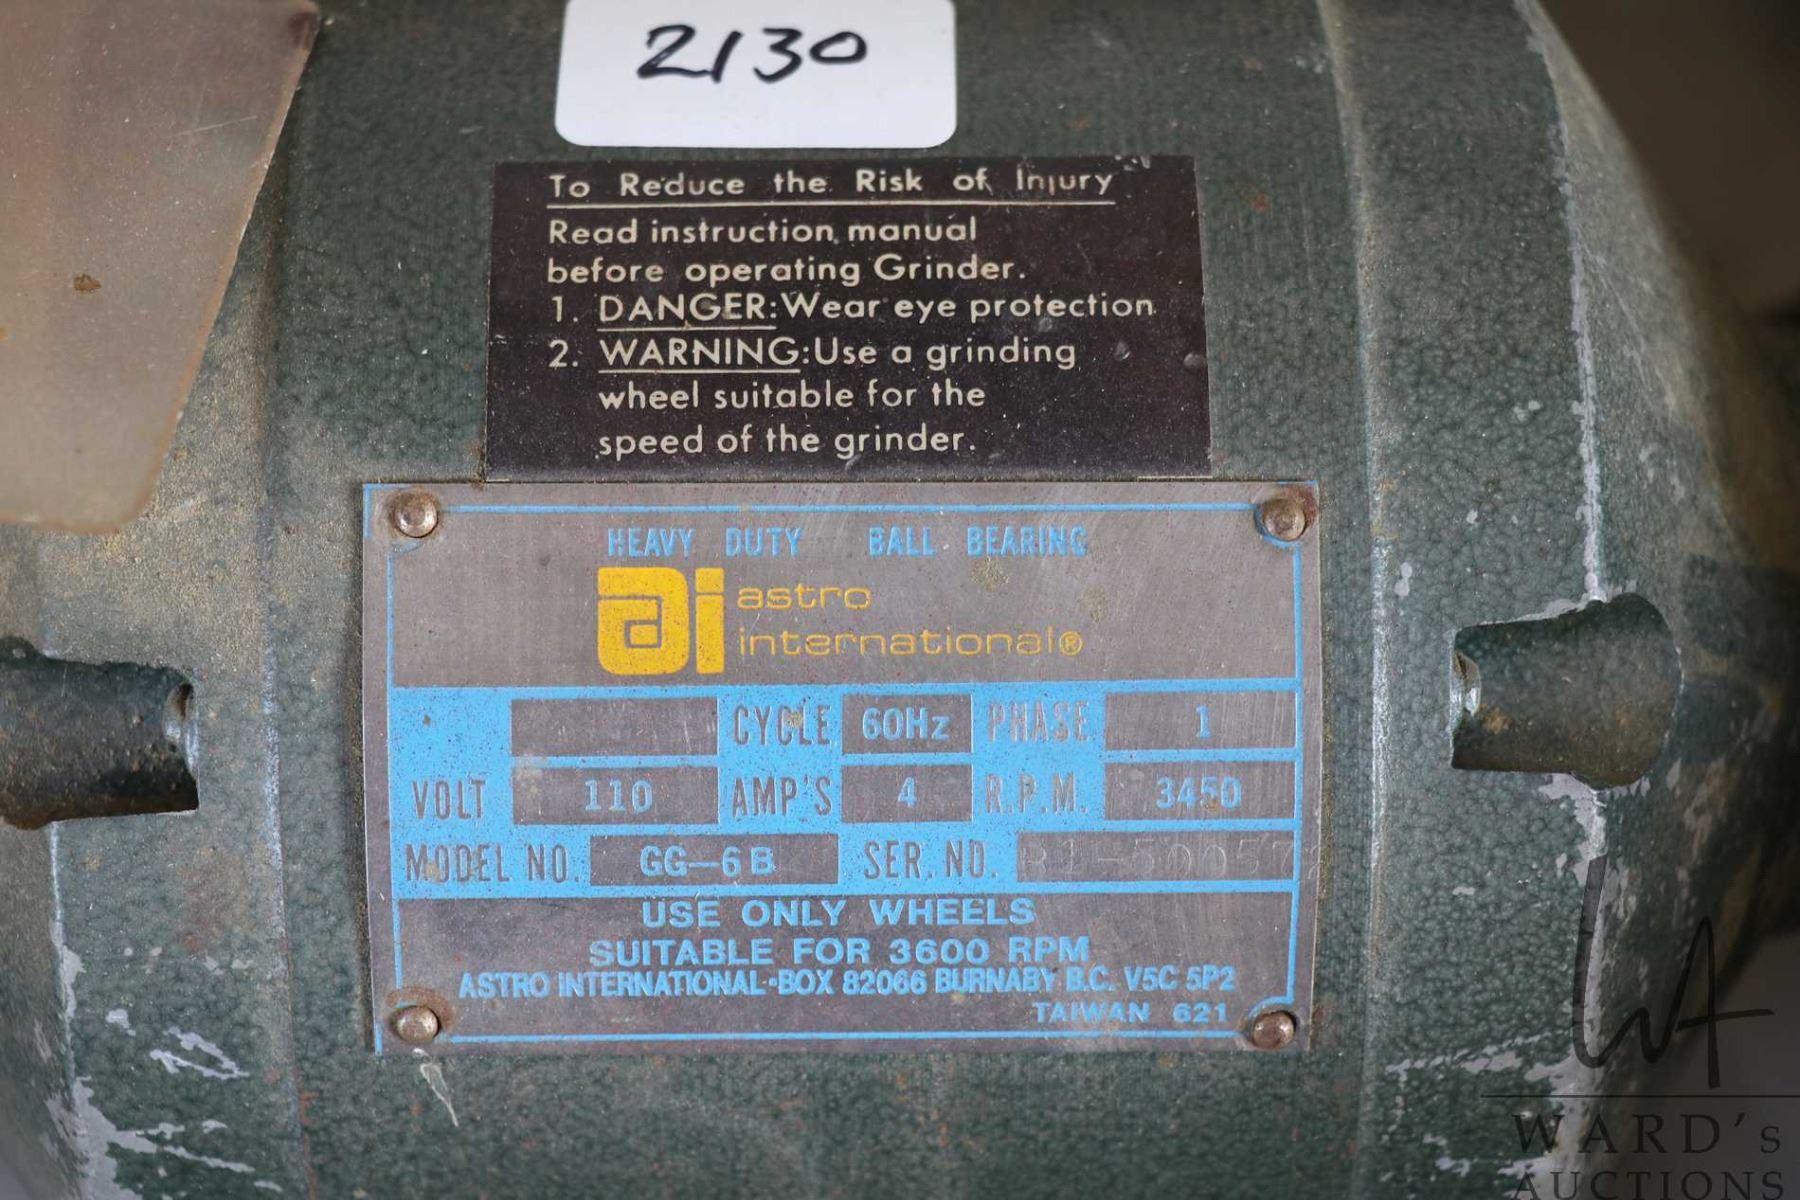 2130
To Reduce the Risk of Injury
Read instruction manual
before operating Grinder.
1. DANGER:Wear eye protection
2. WARNING:Use a grinding
wheel suitable for the
speed of the grinder.
HEAVY DUTY BALL BEARING
ai astro
international®
CYCLE 60Hz PHASE 1
VOLT 110 AMP'S 4 R.P.M. 3450
MODEL NO. GG-6B SER. NO.
USE ONLY WHEELS
SUITABLE FOR 3600 RPM
ASTRO INTERNATIONAL·BOX 82066 BURNABY B.C. V5C 5P2
TAIWAN 621
WA
WARD's
AUCTIONS